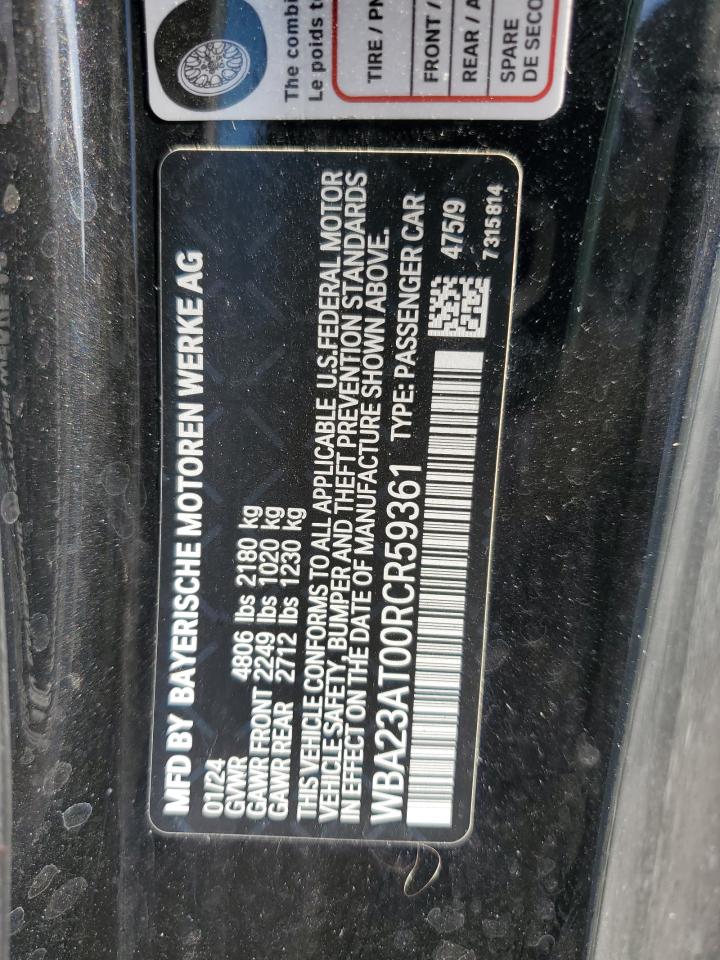 The combi
Le poids to
TIRE / PN
FRONT /
REAR / A
SPARE
DE SECO
MFD BY BAYERISCHE MOTOREN WERKE AG
01/24
GVWR 4806 lbs 2180 kg
GAWR FRONT 2249 lbs 1020 kg
GAWR REAR 2712 lbs 1230 kg
THIS VEHICLE CONFORMS TO ALL APPLICABLE U.S.FEDERAL MOTOR
VEHICLE SAFETY, BUMPER AND THEFT PREVENTION STANDARDS
IN EFFECT ON THE DATE OF MANUFACTURE SHOWN ABOVE.
WBA23AT00RCR59361 TYPE: PASSENGER CAR
475/9
7 315 814